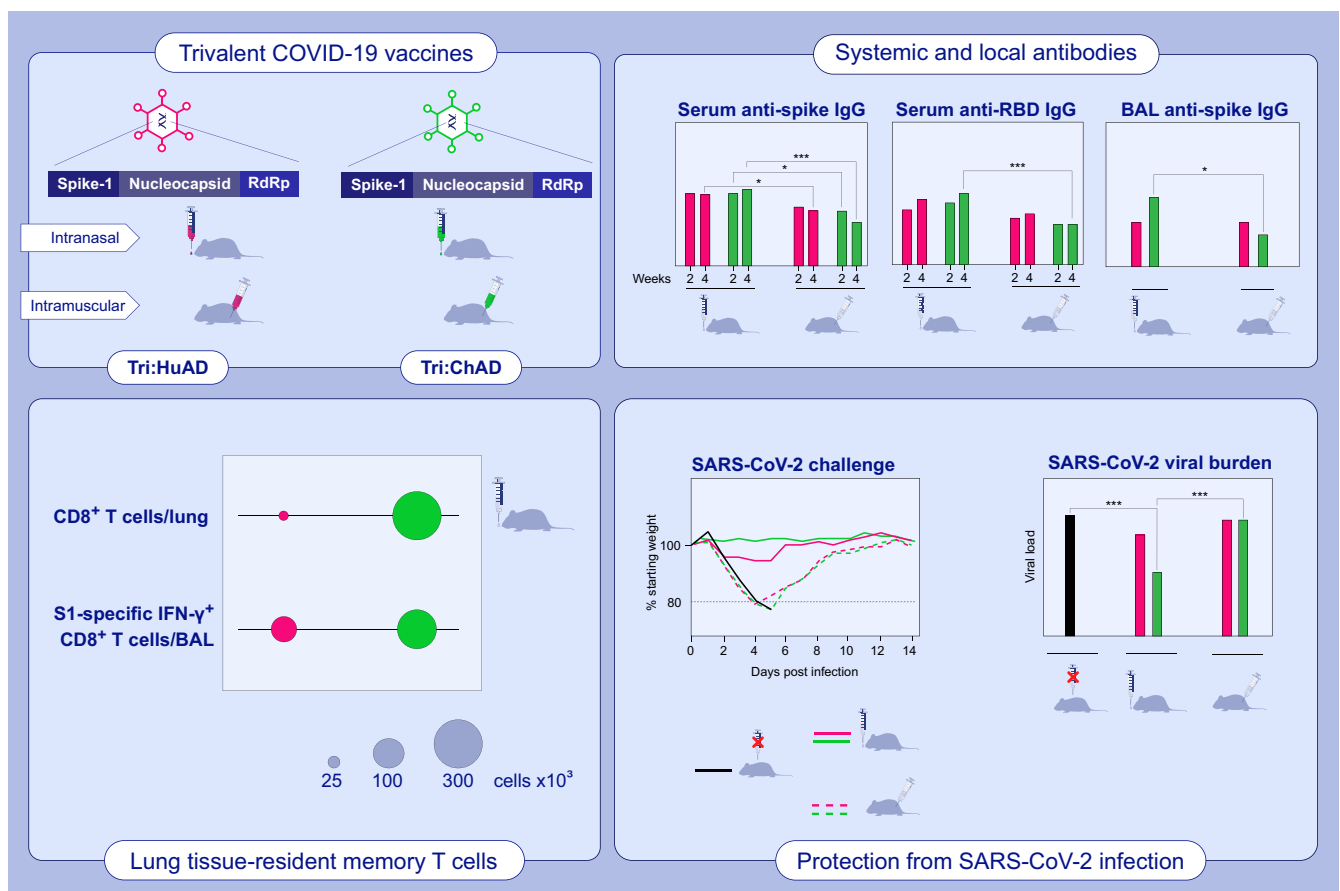 Trivalent COVID-19 vaccines
Spike-1 Nucleocapsid RdRp
Spike-1 Nucleocapsid RdRp
Intranasal
Intramuscular
Tri:HuAD
Tri:ChAD
Systemic and local antibodies
Serum anti-spike IgG
***
*
*
Weeks 2 4 2 4 2 4 2 4
Serum anti-RBD IgG
***
2 4 2 4 2 4 2 4
BAL anti-spike IgG
*
CD8⁺ T cells/lung
S1-specific IFN-γ⁺
CD8⁺ T cells/BAL
25 100 300 cells x10³
Lung tissue-resident memory T cells
SARS-CoV-2 challenge
% starting weight
100
80
0 2 4 6 8 10 12 14
Days post infection
SARS-CoV-2 viral burden
Viral load
*** ***
Protection from SARS-CoV-2 infection